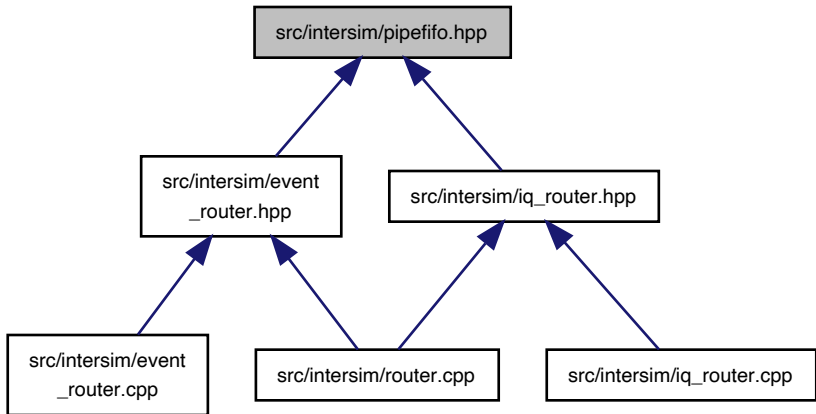 src/intersim/pipefifo.hpp
src/intersim/event
_router.hpp
src/intersim/iq_router.hpp
src/intersim/event
_router.cpp
src/intersim/router.cpp
src/intersim/iq_router.cpp